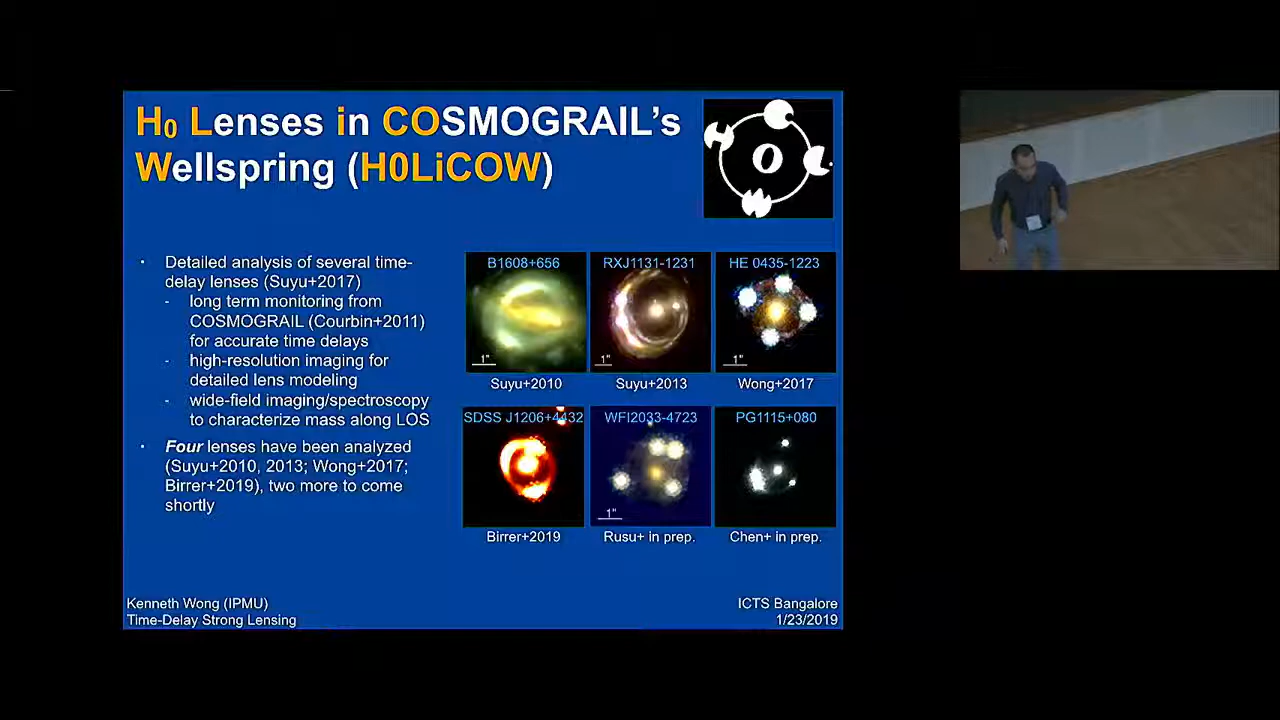 H0 Lenses in COSMOGRAIL's
Wellspring (H0LiCOW)
· Detailed analysis of several time-
delay lenses (Suyu+2017)
- long term monitoring from
COSMOGRAIL (Courbin+2011)
for accurate time delays
- high-resolution imaging for
detailed lens modeling
- wide-field imaging/spectroscopy
to characterize mass along LOS
· Four lenses have been analyzed
(Suyu+2010, 2013; Wong+2017;
Birrer+2019), two more to come
shortly
B1608+656
1"
Suyu+2010
RXJ1131-1231
1"
Suyu+2013
HE 0435-1223
1"
Wong+2017
SDSS J1206+4432
Birrer+2019
WFI2033-4723
1"
Rusu+ in prep.
PG1115+080
Chen+ in prep.
Kenneth Wong (IPMU)
Time-Delay Strong Lensing
ICTS Bangalore
1/23/2019